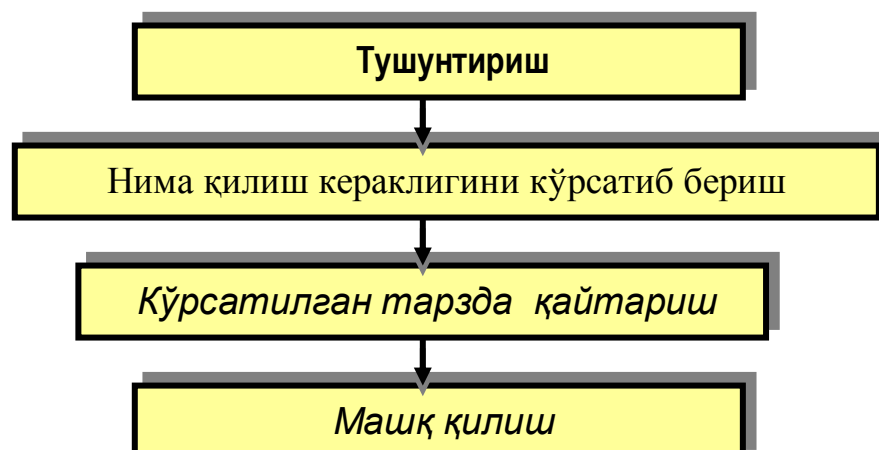 Тушунтириш
Нима қилиш кераклигини кўрсатиб бериш
Кўрсатилган тарзда қайтариш
Машқ қилиш